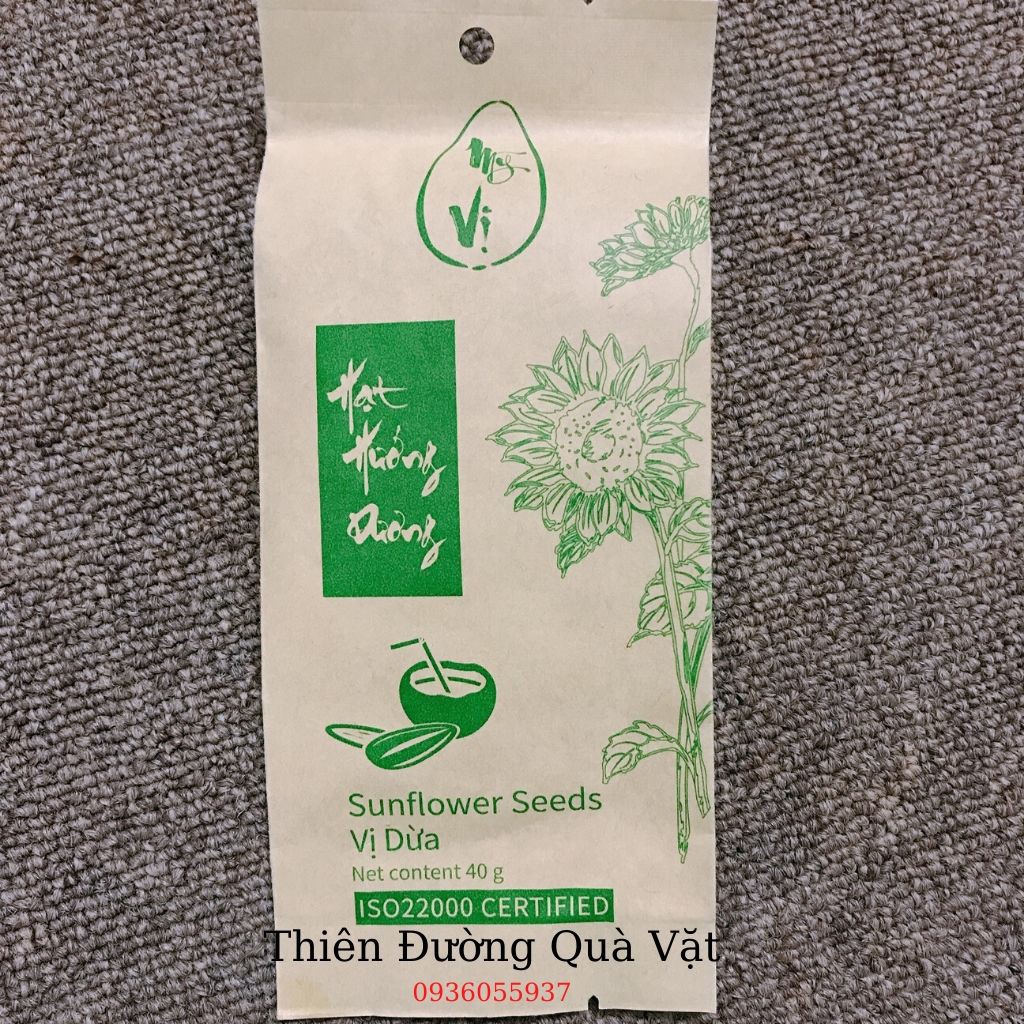 Mỹ
Vị
Hạt
Hướng
Dương
Sunflower Seeds
Vị Dừa
Net content 40 g
ISO22000 CERTIFIED
Thiên Đường Quà Vặt
0936055937